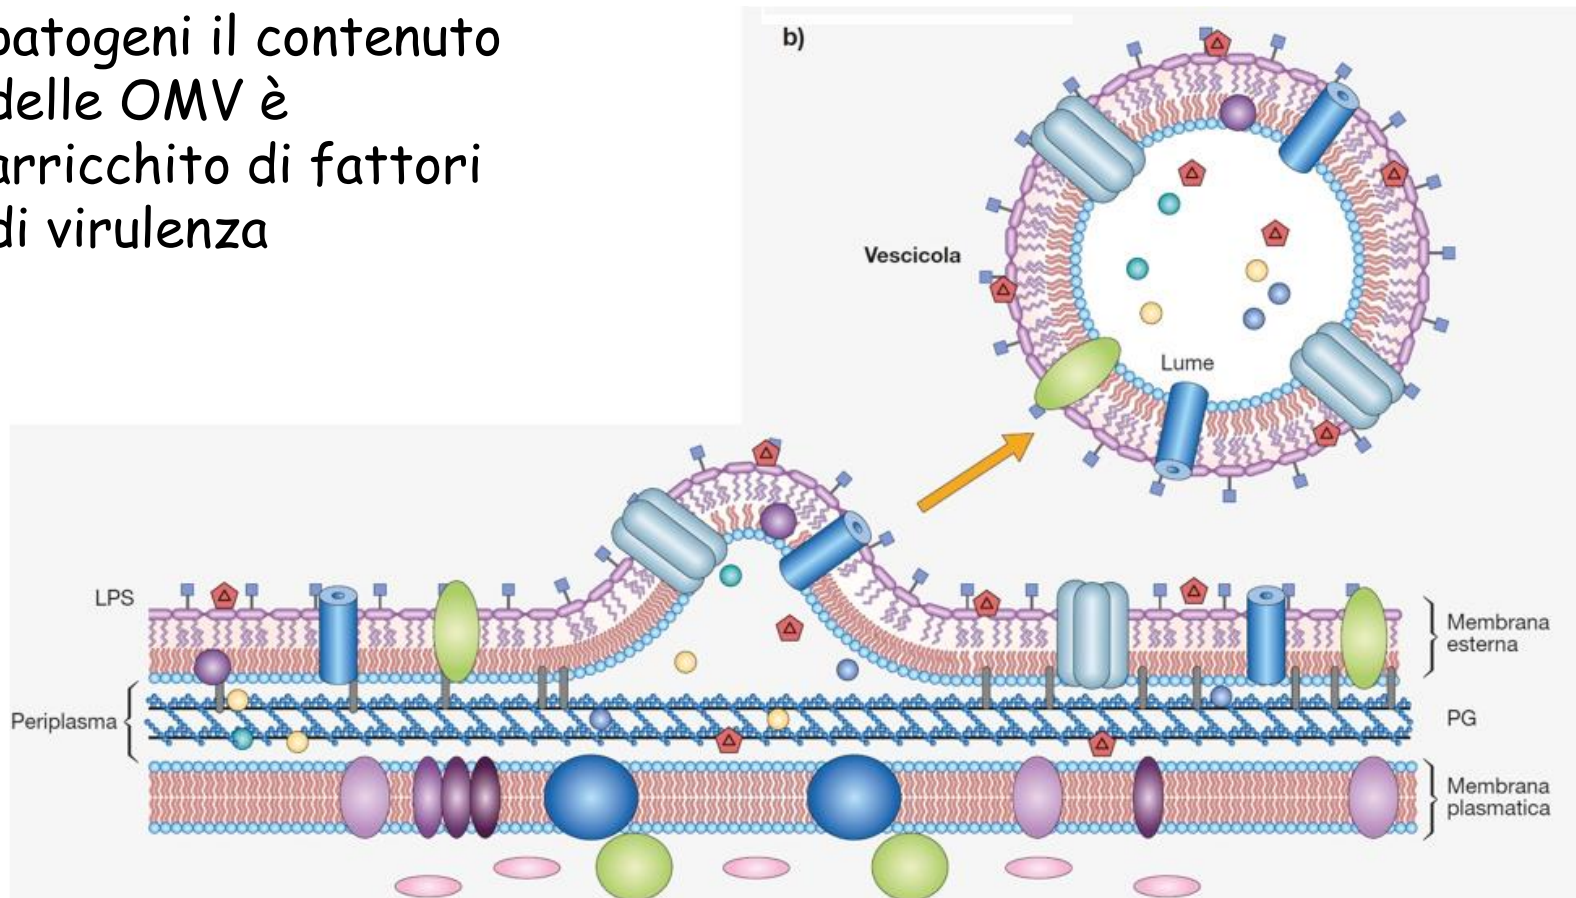 patogeni il contenuto
delle OMV è
arricchito di fattori
di virulenza
b)
Vescicola
Lume
LPS
Membrana
esterna
Periplasma
PG
Membrana
plasmatica